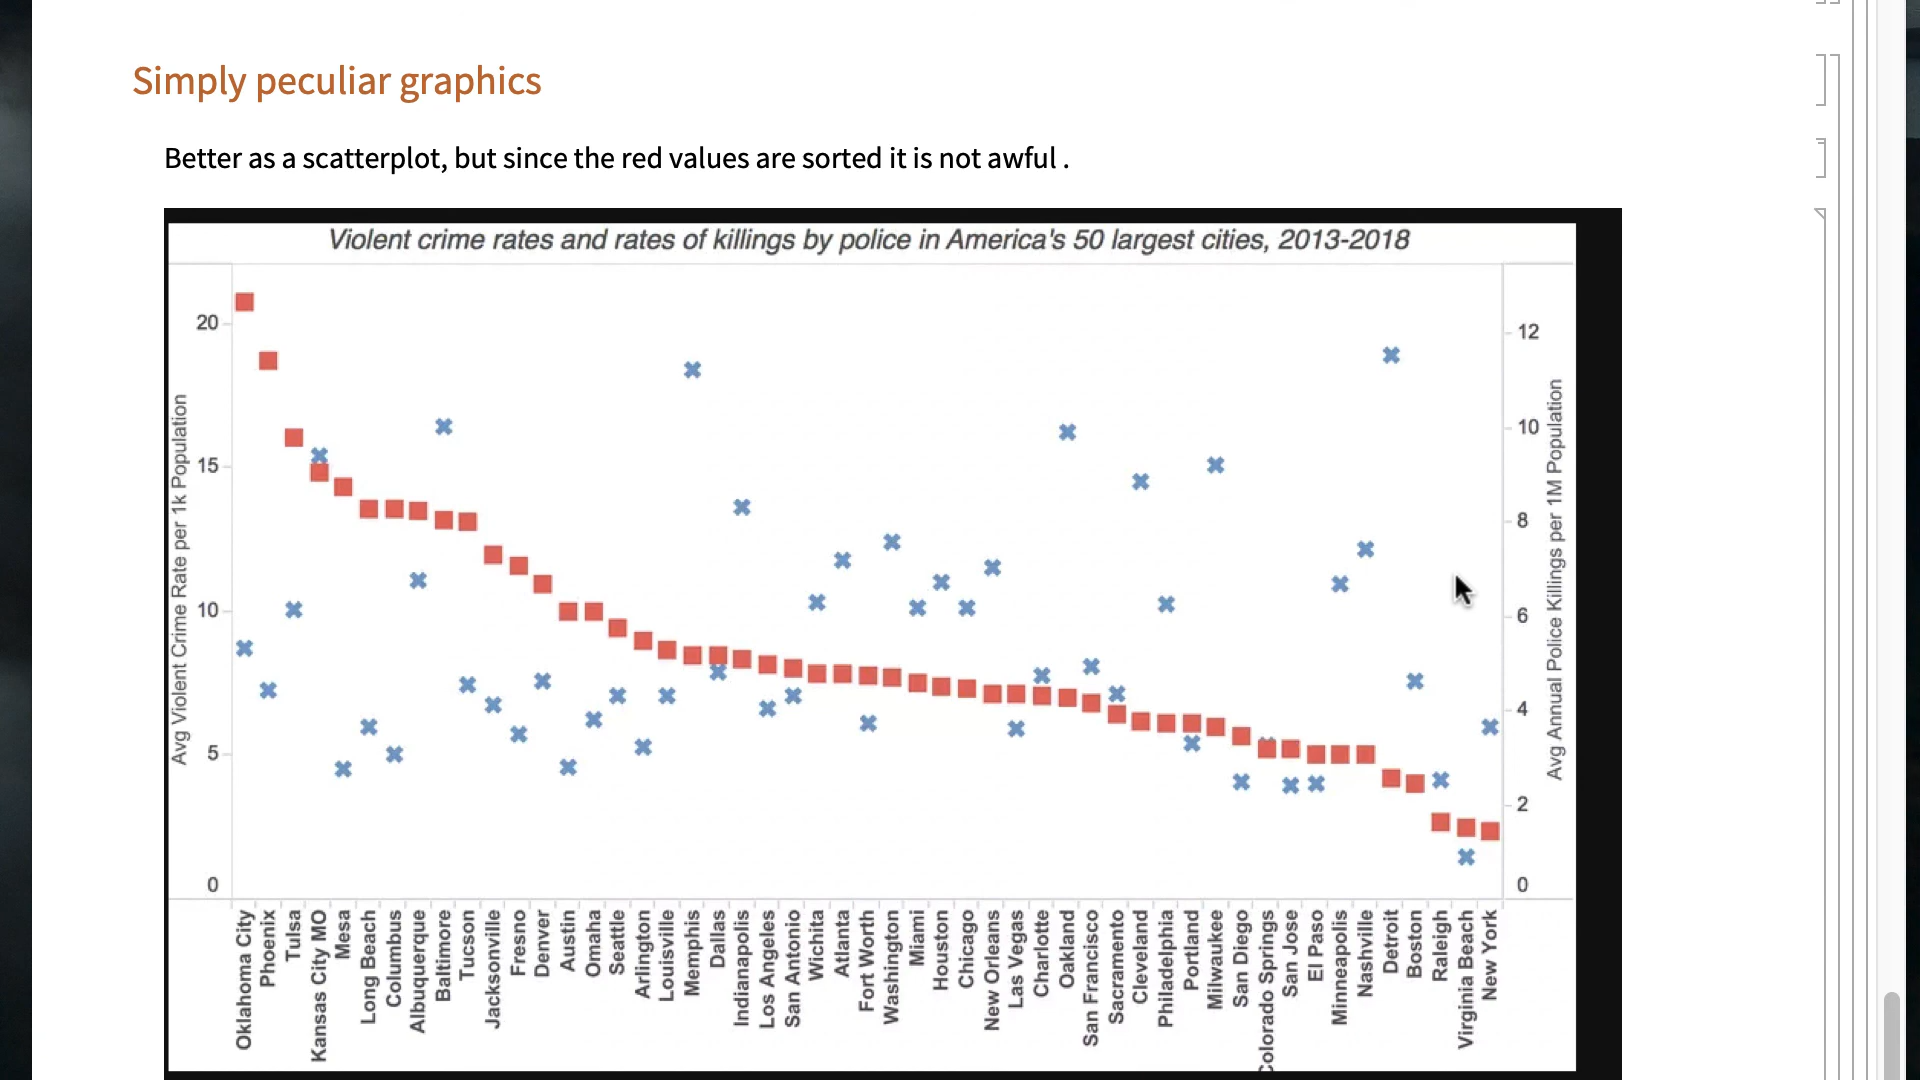 Simply peculiar graphics
Better as a scatterplot, but since the red values are sorted it is not awful .
Violent crime rates and rates of killings by police in America's 50 largest cities, 2013-2018
Avg Violent Crime Rate per 1k Population
20
15
10
5
0
12
10
8
6
4
2
0
Avg Annual Police Killings per 1M Population
Oklahoma City
Phoenix
Tulsa
Kansas City MO
Mesa
Long Beach
Columbus
Albuquerque
Baltimore
Tucson
Jacksonville
Fresno
Denver
Austin
Omaha
Seattle
Arlington
Louisville
Memphis
Dallas
Indianapolis
Los Angeles
San Antonio
Wichita
Atlanta
Fort Worth
Washington
Miami
Houston
Chicago
New Orleans
Las Vegas
Charlotte
Oakland
San Francisco
Sacramento
Cleveland
Philadelphia
Portland
Milwaukee
San Diego
Colorado Springs
San Jose
El Paso
Minneapolis
Nashville
Detroit
Boston
Raleigh
Virginia Beach
New York